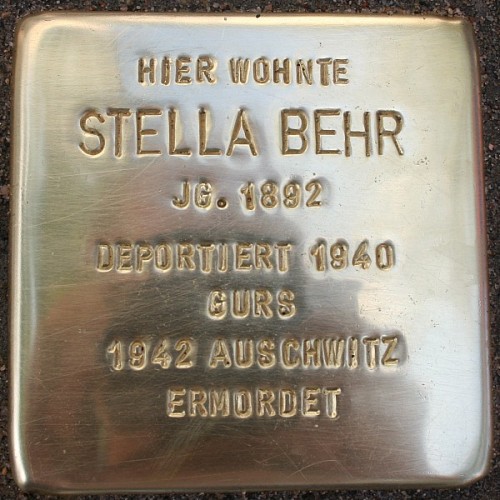 HIER WOHNTE
STELLA BEHR
JG. 1892
DEPORTIERT 1940
GURS
1942 AUSCHWITZ
ERMORDET